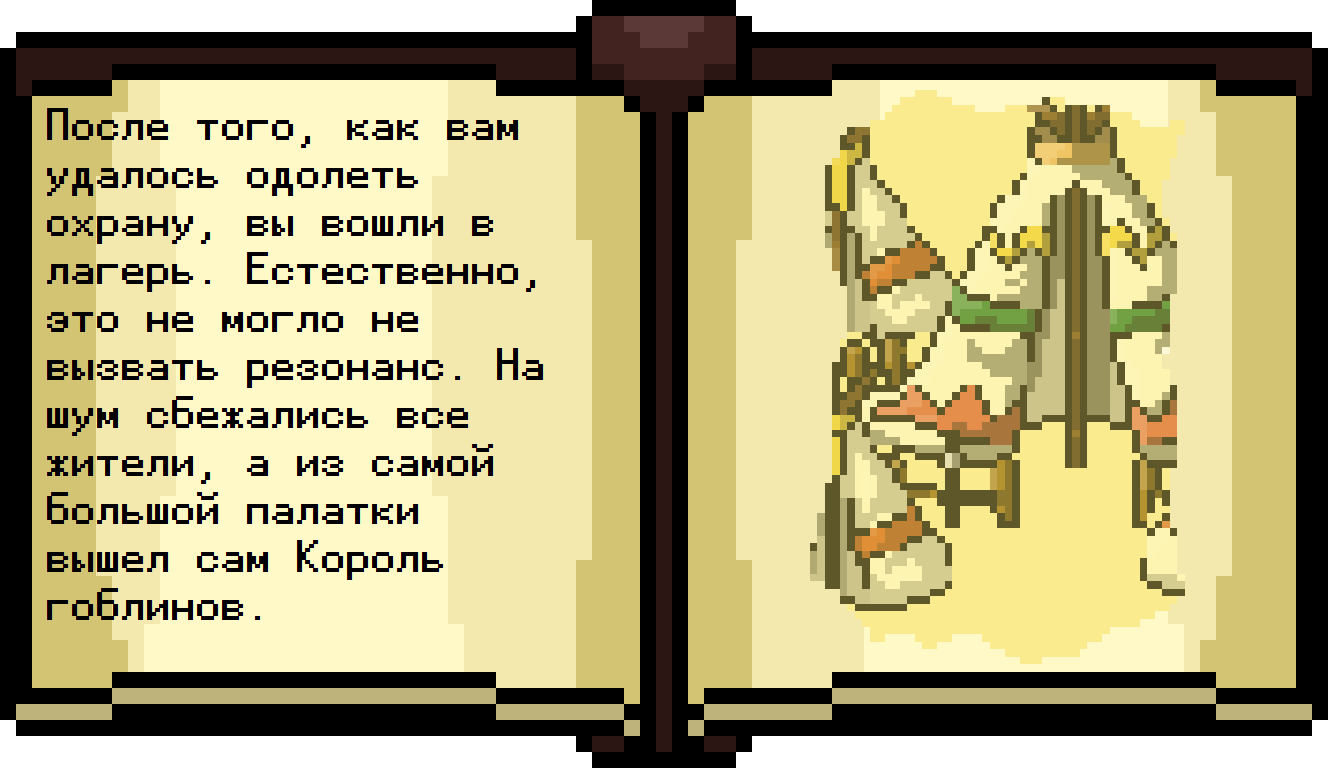 После того, как вам
удалось одолеть
охрану, вы вошли в
лагерь. Естественно,
это не могло не
вызвать резонанс. На
шум сбежались все
жители, а из самой
большой палатки
вышел сам Король
гоблинов.